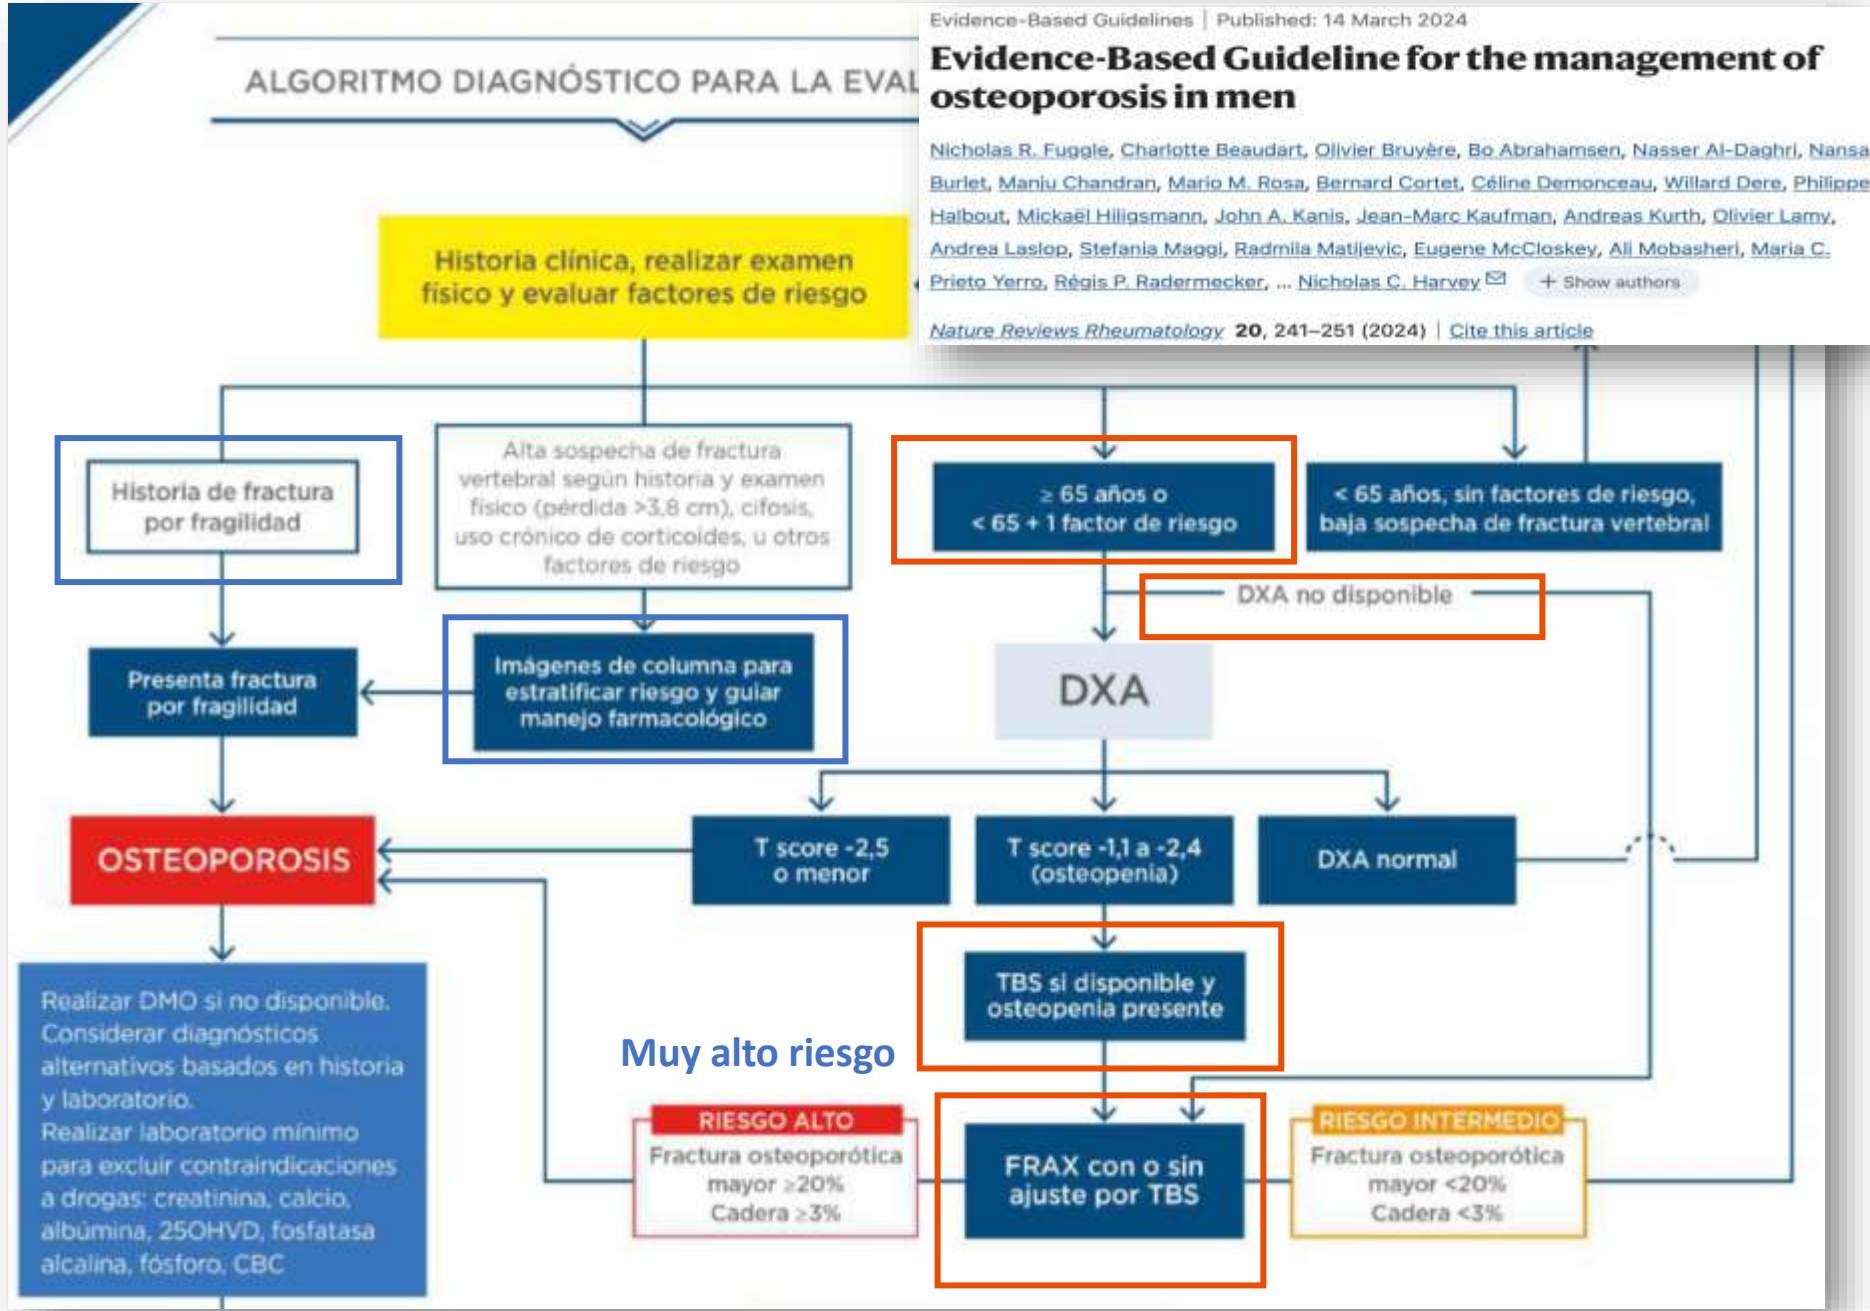 ALGORITMO DIAGNÓSTICO PARA LA EVAL
Evidence-Based Guidelines | Published: 14 March 2024
Evidence-Based Guideline for the management of
osteoporosis in men
Nicholas R. Fuggle, Charlotte Beaudart, Olivier Bruyère, Bo Abrahamsen, Nasser Al-Daghri, Nansa
Burlet, Manju Chandran, Mario M. Rosa, Bernard Cortet, Céline Demonceau, Willard Dere, Philippe
Halbout, Mickaël Hiligsmann, John A. Kanis, Jean-Marc Kaufman, Andreas Kurth, Olivier Lamy,
Andrea Laslop, Stefania Maggi, Radmila Matijevic, Eugene McCloskey, Ali Mobasheri, Maria C.
Prieto Yerro, Régis P. Radermecker, ... Nicholas C. Harvey + Show authors
Nature Reviews Rheumatology 20, 241–251 (2024) | Cite this article
Historia clínica, realizar examen
físico y evaluar factores de riesgo
Historia de fractura
por fragilidad
Alta sospecha de fractura
vertebral según historia y examen
físico (pérdida >3,8 cm), cifosis,
uso crónico de corticoides, u otros
factores de riesgo
≥ 65 años o
< 65 + 1 factor de riesgo
< 65 años, sin factores de riesgo,
baja sospecha de fractura vertebral
DXA no disponible
Presenta fractura
por fragilidad
Imágenes de columna para
estratificar riesgo y guiar
manejo farmacológico
DXA
OSTEOPOROSIS
T score -2,5
o menor
T score -1,1 a -2,4
(osteopenia)
DXA normal
TBS si disponible y
osteopenia presente
Realizar DMO si no disponible.
Considerar diagnósticos
alternativos basados en historia
y laboratorio.
Realizar laboratorio mínimo
para excluir contraindicaciones
a drogas: creatinina, calcio,
albúmina, 25OHVD, fosfatasa
alcalina, fósforo, CBC
Muy alto riesgo
RIESGO ALTO
Fractura osteoporótica
mayor ≥20%
Cadera ≥3%
FRAX con o sin
ajuste por TBS
RIESGO INTERMEDIO
Fractura osteoporótica
mayor <20%
Cadera <3%